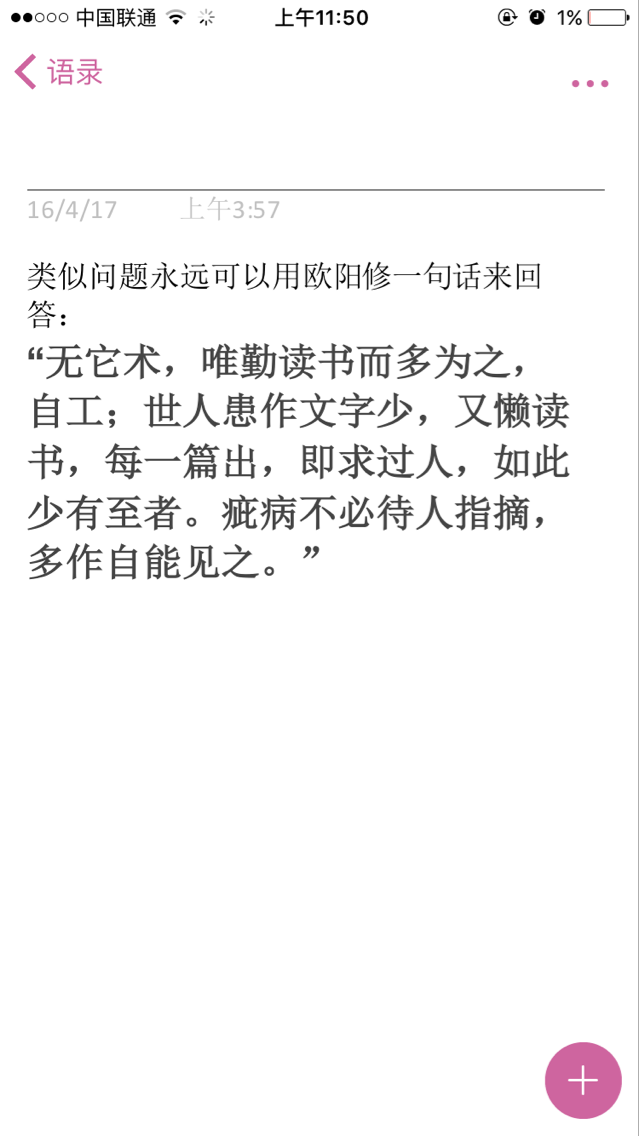 中国联通 上午11:50 1%
语录
16/4/17 上午3:57
类似问题永远可以用欧阳修一句话来回
答：
“无它术，唯勤读书而多为之，
自工；世人患作文字少，又懒读
书，每一篇出，即求过人，如此
少有至者。疵病不必待人指摘，
多作自能见之。”